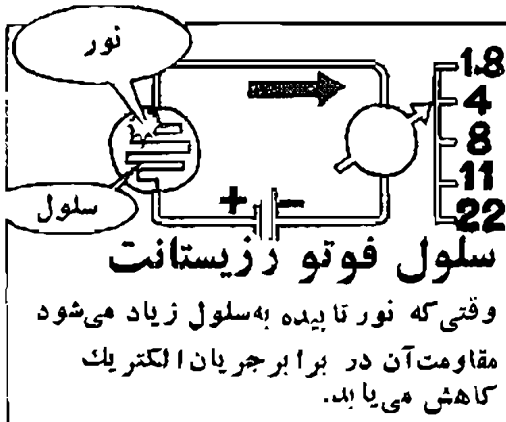 نور
1.8
4
8
11
22
سلول
+ −
سلول فوتو رزیستانت
وقتی‌که نور تابیده به‌سلول زیاد می‌شود
مقاومت‌آن در برابر جریان الکتریك
کاهش می‌یابد.